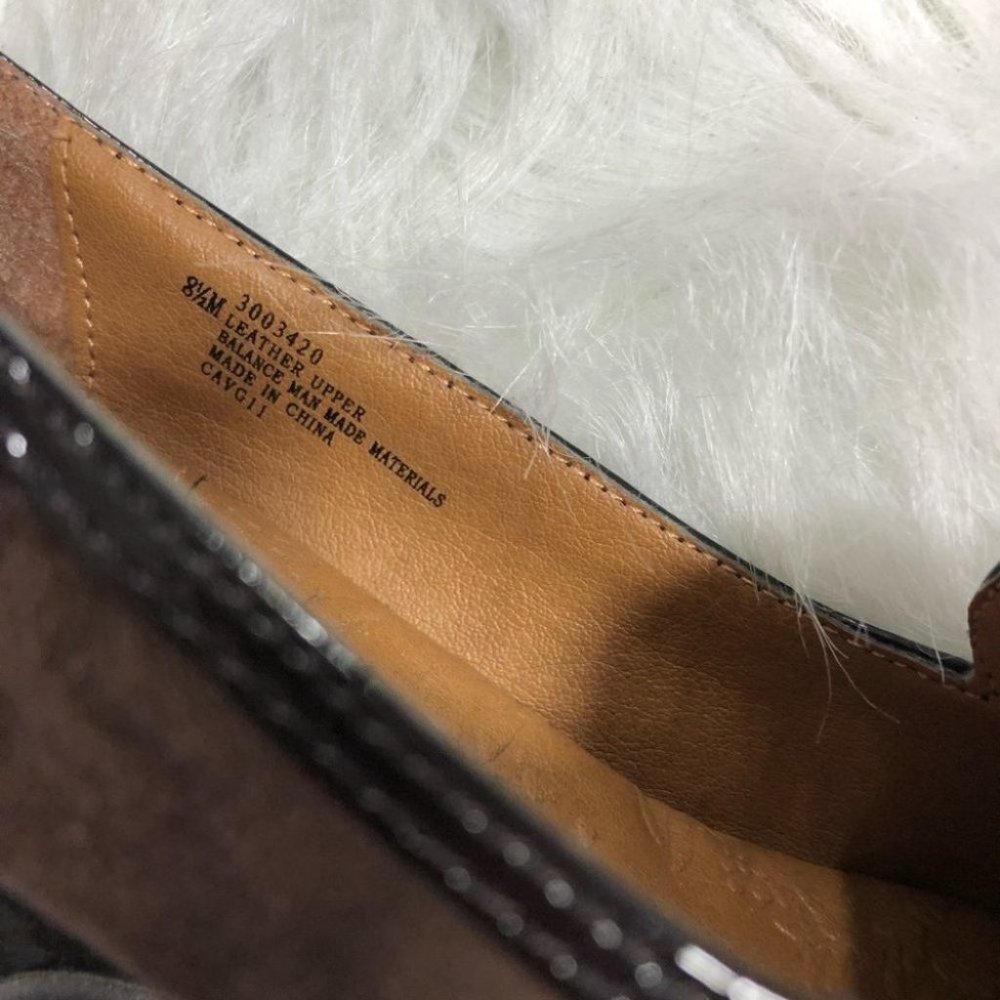 8½M 3003420
LEATHER UPPER
BALANCE MAN MADE MATERIALS
MADE IN CHINA
CAVG11